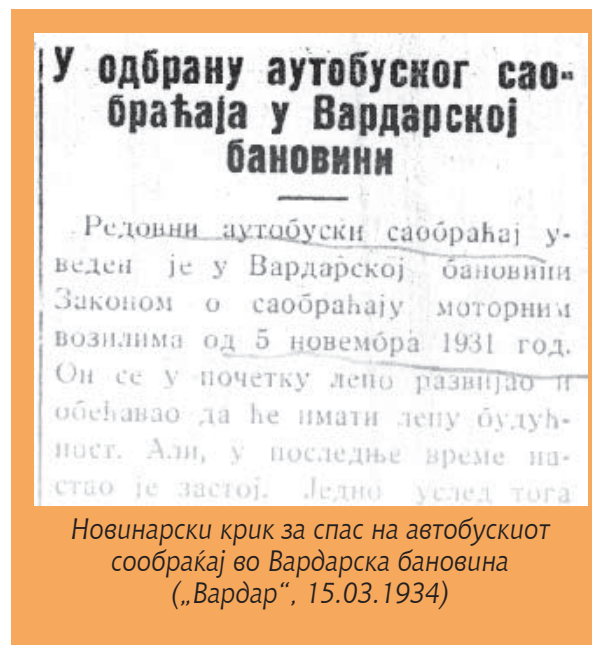 У одбрану аутобуског сао-
браћаја у Вардарској
бановини
Редовни аутобуски саобраћај у-
веден је у Вардарској бановини
Законом о саобраћају моторним
возилима од 5 новембра 1931 год.
Он се у почетку лепо развијао и
обећавао да ће имати лепу будућ-
ност. Али, у последње време на-
стао је застој. Једно услед тога
Новинарски крик за спас на автобускиот
сообраќај во Вардарска бановина
(„Вардар“, 15.03.1934)